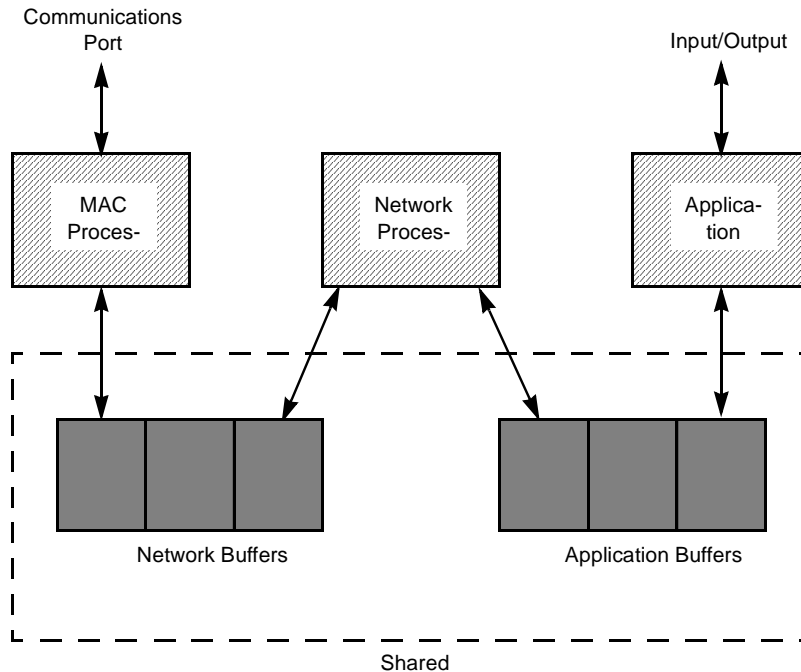 Communications
Port
Input/Output
MAC
Proces-
Network
Proces-
Applica-
tion
Network Buffers
Application Buffers
Shared